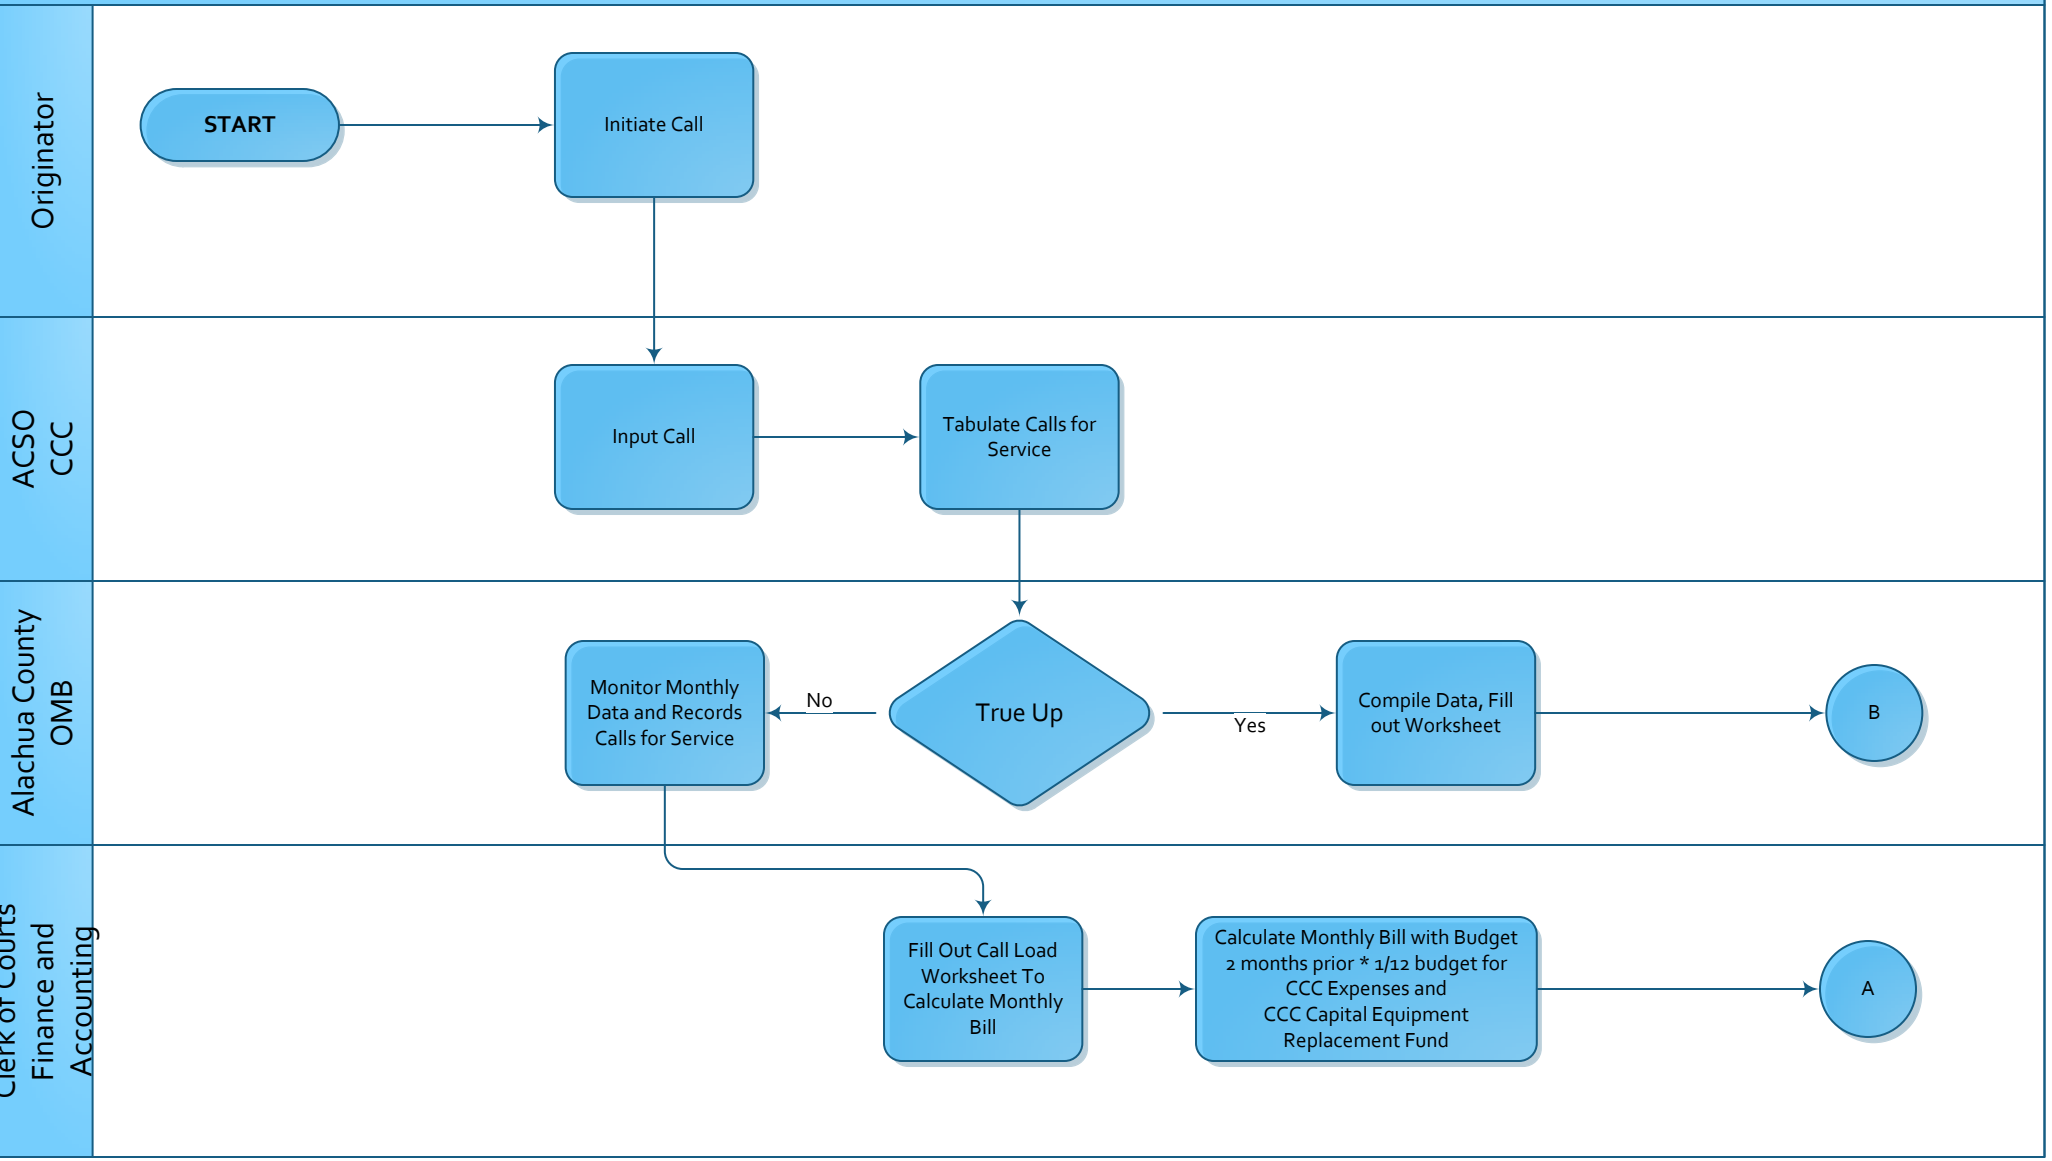 Originator
START
Initiate Call
ACSO
CCC
Input Call
Tabulate Calls for
Service
Alachua County
OMB
Monitor Monthly
Data and Records
Calls for Service
No
True Up
Yes
Compile Data, Fill
out Worksheet
B
Clerk of Courts
Finance and
Accounting
Fill Out Call Load
Worksheet To
Calculate Monthly
Bill
Calculate Monthly Bill with Budget
2 months prior * 1/12 budget for
CCC Expenses and
CCC Capital Equipment
Replacement Fund
A